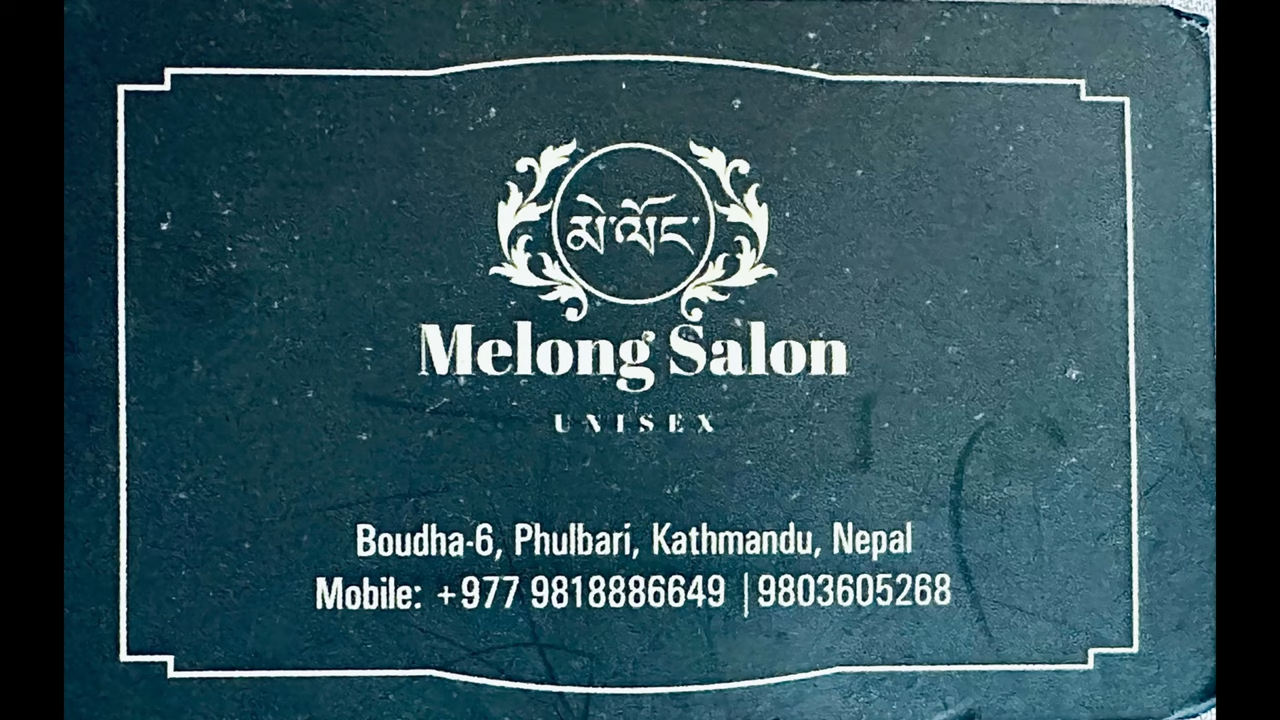 མེ་ལོང་
Melong Salon
UNISEX
Boudha-6, Phulbari, Kathmandu, Nepal
Mobile: +977 9818886649 | 9803605268